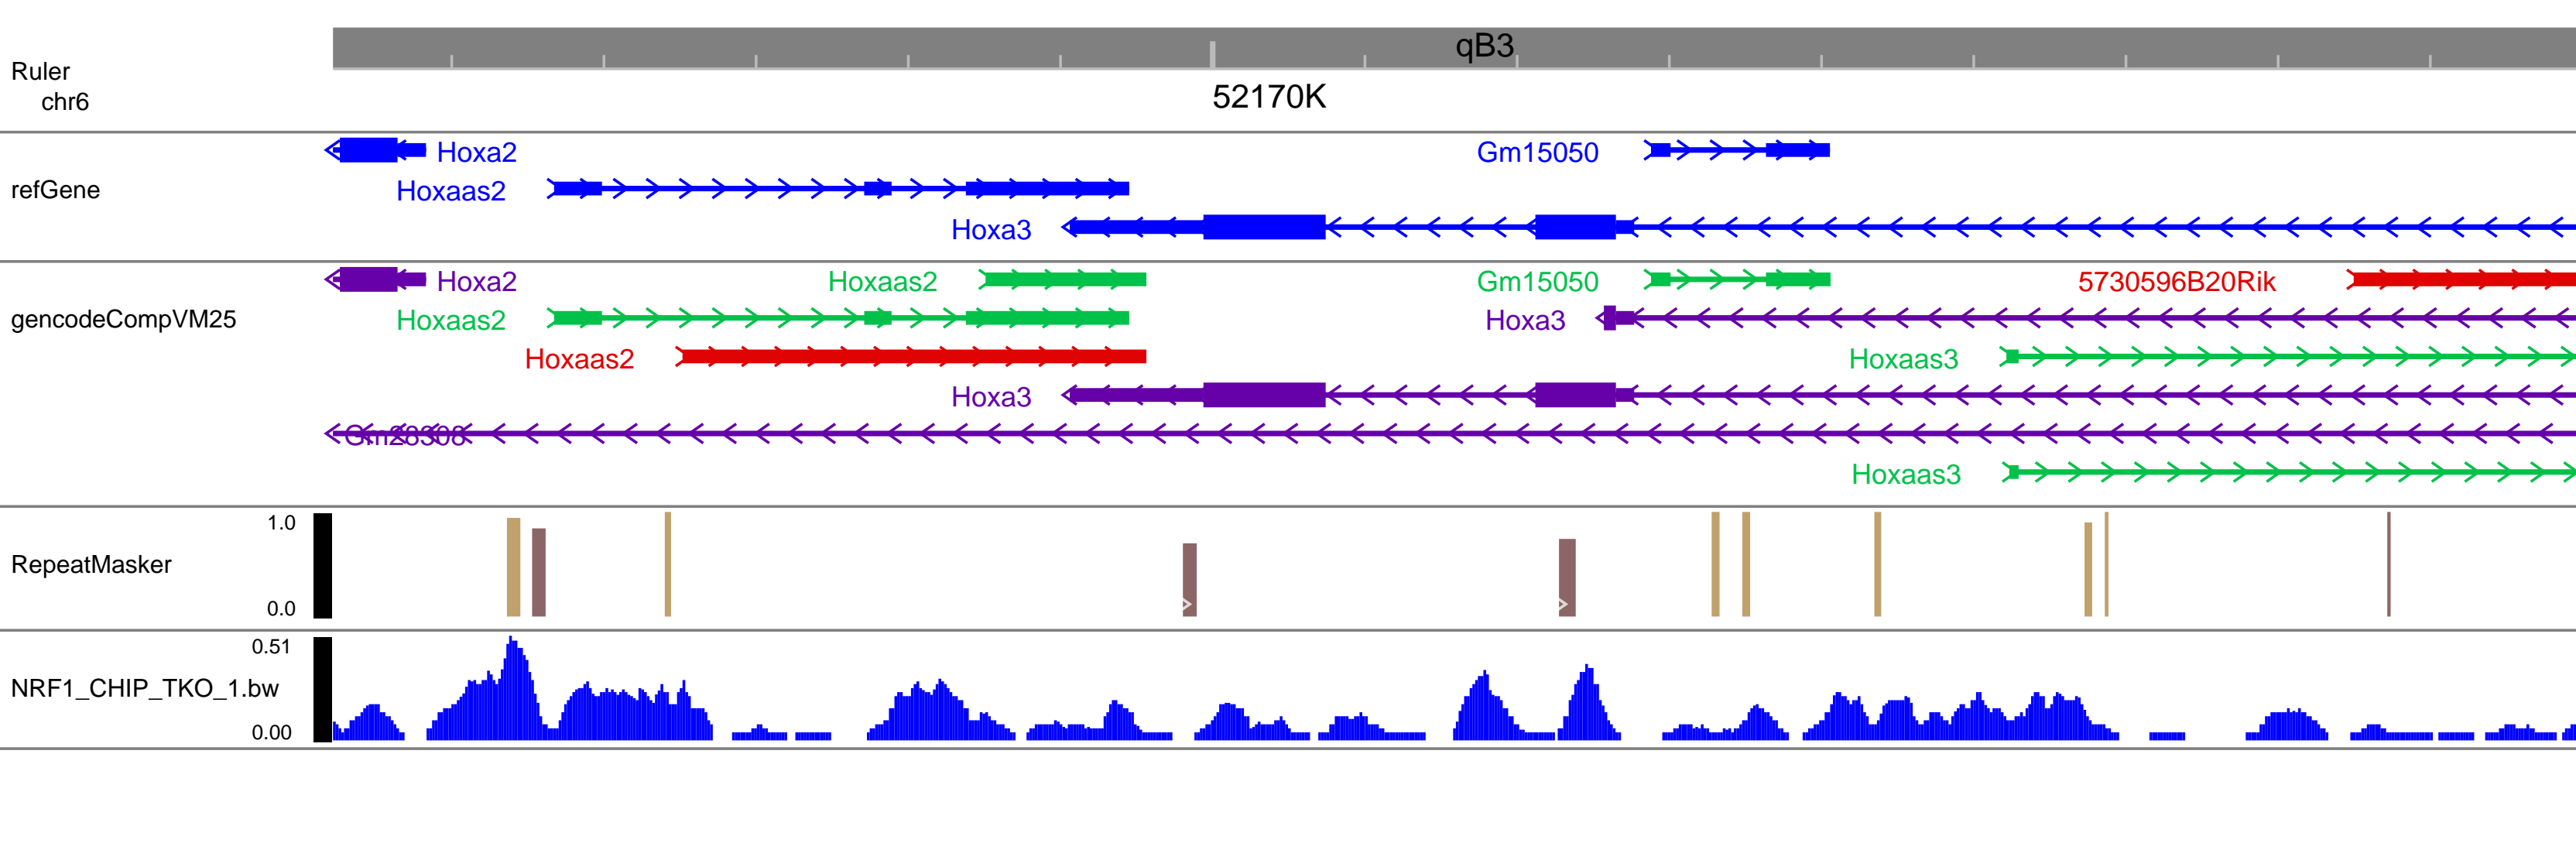 qB3
Ruler
chr6
52170K
Hoxa2
Gm15050
refGene
Hoxaas2
Hoxa3
Hoxa2
Hoxaas2
Gm15050
5730596B20Rik
gencodeCompVM25
Hoxaas2
Hoxa3
Hoxaas2
Hoxaas3
Hoxa3
Gm28308
Hoxaas3
1.0
RepeatMasker
0.0
0.51
NRF1_CHIP_TKO_1.bw
0.00